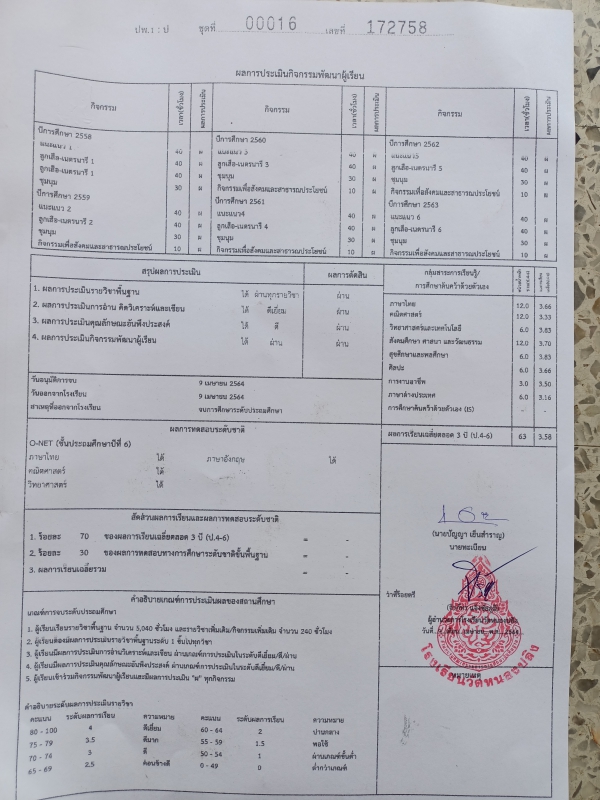 ปพ.1 : ป ชุดที่ 00016 เลขที่ 172758
ผลการประเมินกิจกรรมพัฒนาผู้เรียน
กิจกรรม เวลา(ชั่วโมง) ผลการประเมิน กิจกรรม เวลา(ชั่วโมง) ผลการประเมิน กิจกรรม เวลา(ชั่วโมง) ผลการประเมิน
ปีการศึกษา 2558 ปีการศึกษา 2560 ปีการศึกษา 2562
แนะแนว 1 40 ผ แนะแนว 3 40 ผ แนะแนว5 40 ผ
ลูกเสือ-เนตรนารี 1 40 ผ ลูกเสือ-เนตรนารี 3 40 ผ ลูกเสือ-เนตรนารี 5 40 ผ
ลูกเสือ-เนตรนารี 1
ชุมนุม 30 ผ ชุมนุม 30 ผ ชุมนุม 30 ผ
ปีการศึกษา 2559 กิจกรรมเพื่อสังคมและสาธารณประโยชน์ 10 ผ กิจกรรมเพื่อสังคมและสาธารณประโยชน์ 10 ผ
ปีการศึกษา 2561 ปีการศึกษา 2563
แนะแนว 2 40 ผ แนะแนว4 40 ผ แนะแนว 6 40 ผ
ลูกเสือ-เนตรนารี 2 40 ผ ลูกเสือ-เนตรนารี 4 40 ผ ลูกเสือ-เนตรนารี 6 40 ผ
ชุมนุม 30 ผ ชุมนุม 30 ผ ชุมนุม 30 ผ
กิจกรรมเพื่อสังคมและสาธารณประโยชน์ 10 ผ กิจกรรมเพื่อสังคมและสาธารณประโยชน์ 10 ผ กิจกรรมเพื่อสังคมและสาธารณประโยชน์ 10 ผ
สรุปผลการประเมิน ผลการตัดสิน
1. ผลการประเมินรายวิชาพื้นฐาน ได้ ผ่านทุกรายวิชา ผ่าน
2. ผลการประเมินการอ่าน คิดวิเคราะห์และเขียน ได้ ดีเยี่ยม ผ่าน
3. ผลการประเมินคุณลักษณะอันพึงประสงค์ ได้ ดี ผ่าน
4. ผลการประเมินกิจกรรมพัฒนาผู้เรียน ได้ ผ่าน ผ่าน
วันอนุมัติการจบ 9 เมษายน 2564
วันออกจากโรงเรียน 9 เมษายน 2564
สาเหตุที่ออกจากโรงเรียน จบการศึกษาระดับประถมศึกษา
กลุ่มสาระการเรียนรู้/
การศึกษาค้นคว้าด้วยตัวเอง
ภาษาไทย 12.0 3.66
คณิตศาสตร์ 12.0 3.33
วิทยาศาสตร์และเทคโนโลยี 6.0 3.83
สังคมศึกษา ศาสนา และวัฒนธรรม 12.0 3.70
สุขศึกษาและพลศึกษา 6.0 3.83
ศิลปะ 6.0 3.66
การงานอาชีพ 3.0 3.50
ภาษาต่างประเทศ 6.0 3.16
การศึกษาค้นคว้าด้วยตัวเอง (IS) - -
ผลการเรียนเฉลี่ยตลอด 3 ปี (ป.4-6) 63 3.58
ผลการทดสอบระดับชาติ
O-NET (ชั้นประถมศึกษาปีที่ 6)
ภาษาไทย ได้ ภาษาอังกฤษ ได้
คณิตศาสตร์ ได้
วิทยาศาสตร์ ได้
สัดส่วนผลการเรียนและผลการทดสอบระดับชาติ
1. ร้อยละ 70 ของผลการเรียนเฉลี่ยตลอด 3 ปี (ป.4-6) = -
2. ร้อยละ 30 ของผลการทดสอบทางการศึกษาระดับชาติขั้นพื้นฐาน = -
3. ผลการเรียนเฉลี่ยรวม = -
(นายปัญญา เย็นสำราญ)
นายทะเบียน
ว่าที่ร้อยตรี
ผู้อำนวยการโรงเรียนวัดหนองปลิง
โรงเรียนวัดหนองปลิง
หมายเหตุ
คำอธิบายเกณฑ์การประเมินผลของสถานศึกษา
เกณฑ์การจบระดับประถมศึกษา
1. ผู้เรียนเรียนรายวิชาพื้นฐาน จำนวน 5,040 ชั่วโมง และรายวิชาเพิ่มเติม/กิจกรรมเพิ่มเติม จำนวน 240 ชั่วโมง
2. ผู้เรียนต้องมีผลการประเมินรายวิชาพื้นฐานระดับ 1 ขึ้นไปทุกวิชา
3. ผู้เรียนมีผลการประเมินการอ่านคิดวิเคราะห์และเขียน ผ่านเกณฑ์การประเมินในระดับดีเยี่ยม/ดี/ผ่าน
4. ผู้เรียนมีผลการประเมินคุณลักษณะอันพึงประสงค์ ผ่านเกณฑ์การประเมินในระดับดีเยี่ยม/ดี/ผ่าน
5. ผู้เรียนเข้าร่วมกิจกรรมพัฒนาผู้เรียนและมีผลการประเมิน "ผ" ทุกกิจกรรม
คำอธิบายระดับผลการประเมินรายวิชา
คะแนน ระดับผลการเรียน ความหมาย คะแนน ระดับผลการเรียน ความหมาย
80 - 100 4 ดีเยี่ยม 60 - 64 2 ปานกลาง
75 - 79 3.5 ดีมาก 55 - 59 1.5 พอใช้
70 - 74 3 ดี 50 - 54 1 ผ่านเกณฑ์ขั้นต่ำ
65 - 69 2.5 ค่อนข้างดี 0 - 49 0 ต่ำกว่าเกณฑ์